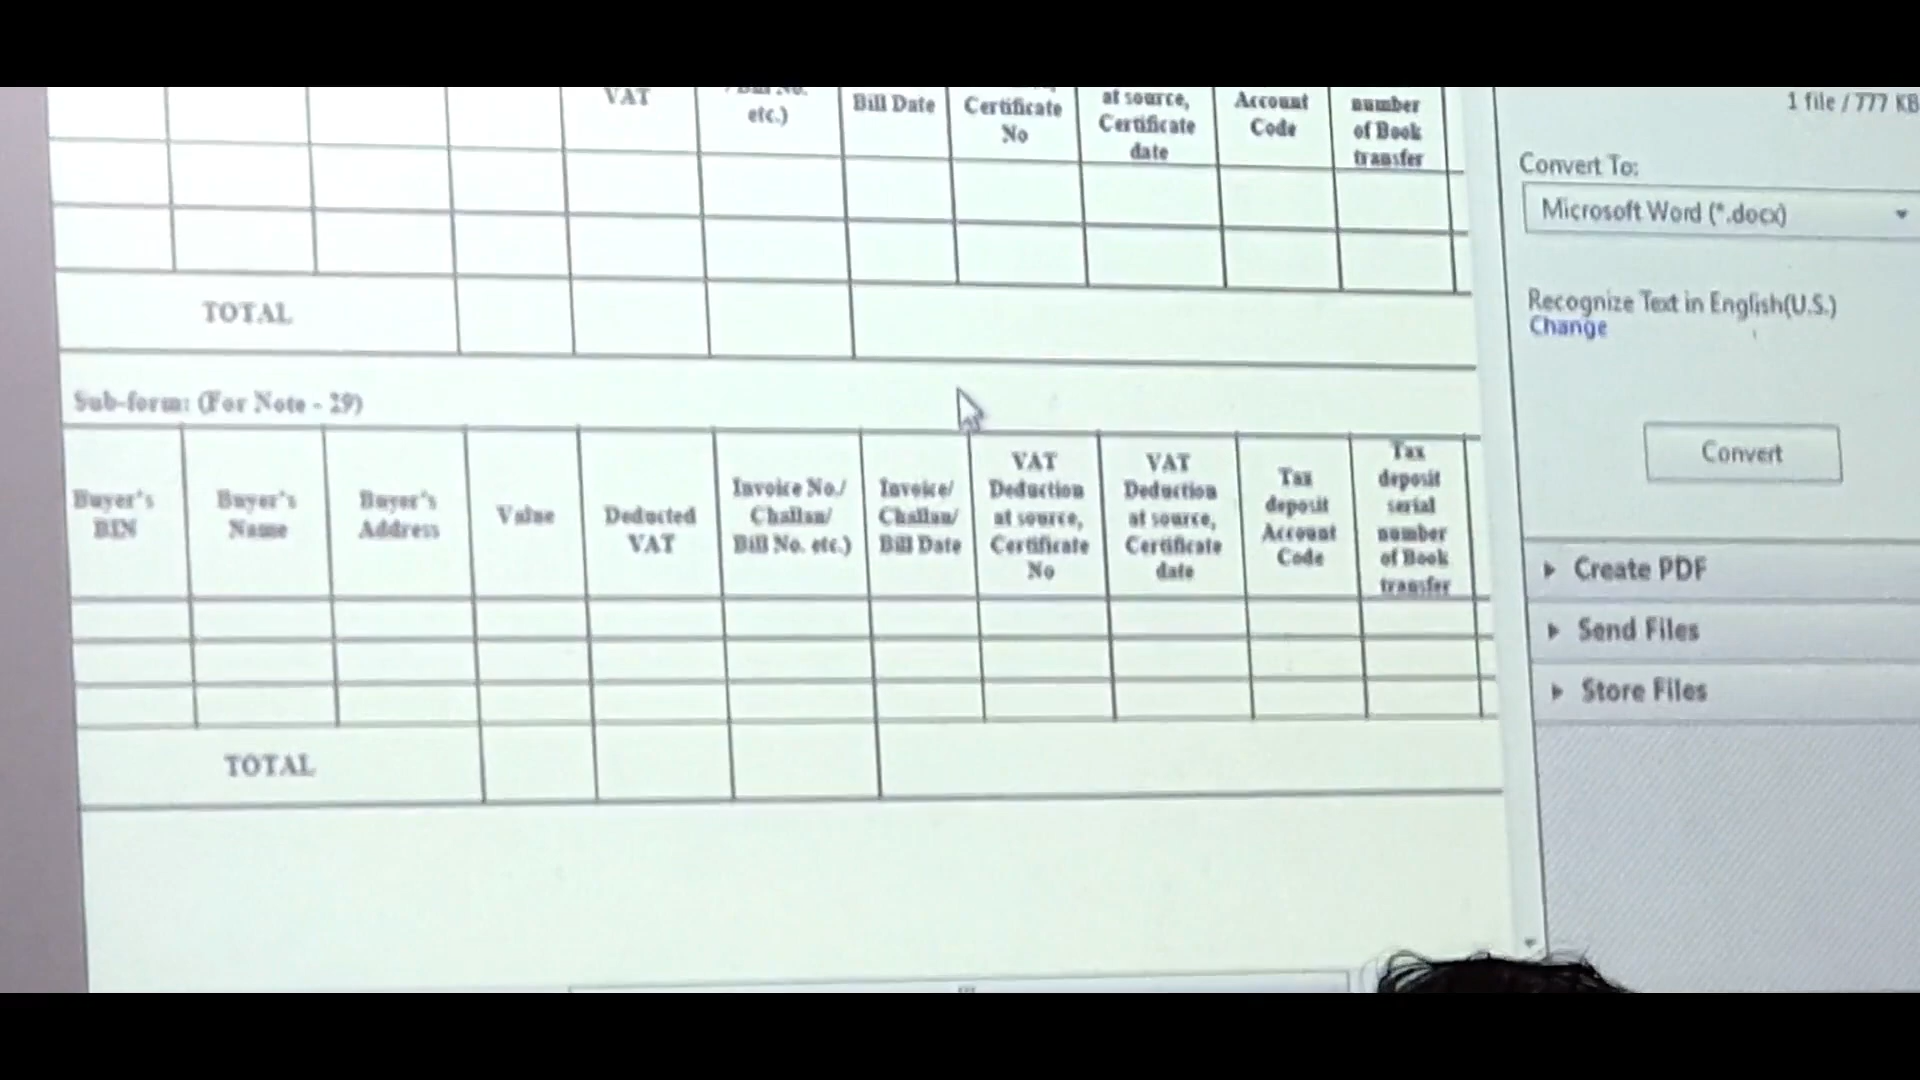 VAT
etc.)
Bill Date
Certificate
No
at source,
Certificate
date
Account
Code
number
of Book
transfer
TOTAL
Sub-form: (For Note - 29)
Buyer's
BIN
Buyer's
Name
Buyer's
Address
Value
Deducted
VAT
Invoice No./
Challan/
Bill No. etc.)
Invoice/
Challan/
Bill Date
VAT
Deduction
at source,
Certificate
No
VAT
Deduction
at source,
Certificate
date
Tax
deposit
Account
Code
Tax
deposit
serial
number
of Book
transfer
TOTAL
1 file / 777 KB
Convert To:
Microsoft Word (*.docx)
Recognize Text in English(U.S.)
Change
Convert
Create PDF
Send Files
Store Files